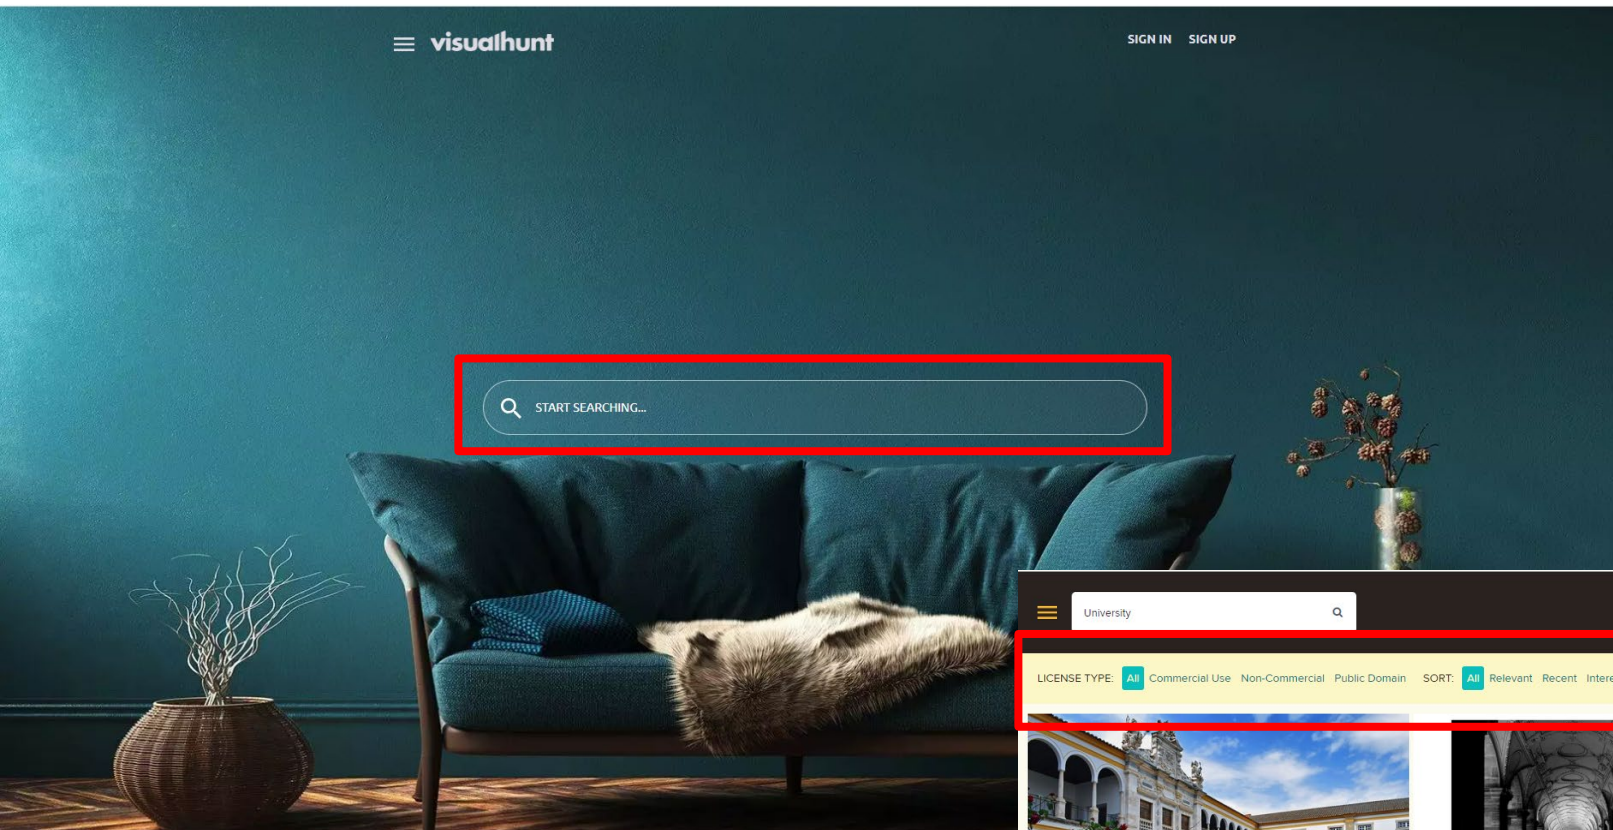 visualhunt
SIGN IN SIGN UP
START SEARCHING...
University
LICENSE TYPE: All Commercial Use Non-Commercial Public Domain SORT: All Relevant Recent Intere